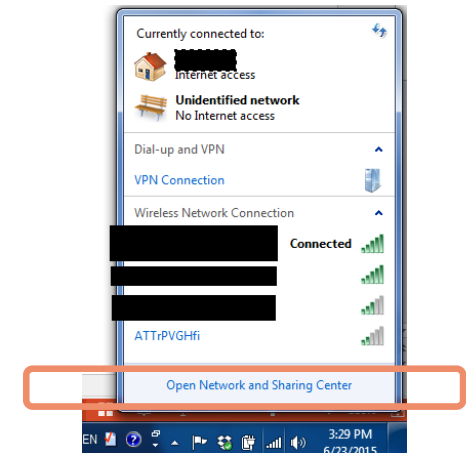 Currently connected to:
Internet access
Unidentified network
No Internet access
Dial-up and VPN
VPN Connection
Wireless Network Connection
Connected
ATTrPVGHfi
Open Network and Sharing Center
EN
3:29 PM
6/23/2015